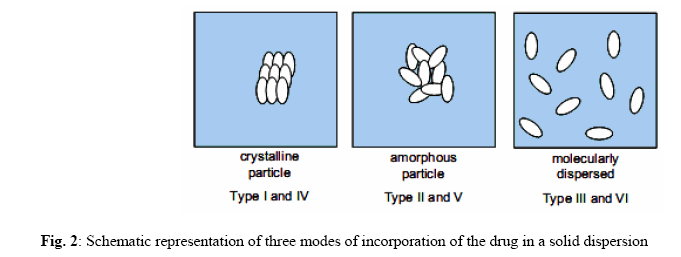 crystalline
particle
Type I and IV
amorphous
particle
Type II and V
molecularly
dispersed
Type III and VI
Fig. 2: Schematic representation of three modes of incorporation of the drug in a solid dispersion